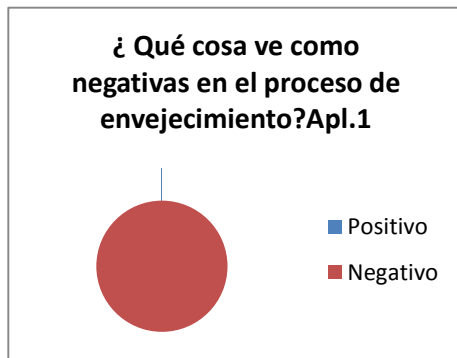 ¿ Qué cosa ve como
negativas en el proceso de
envejecimiento?Apl.1
Positivo
Negativo